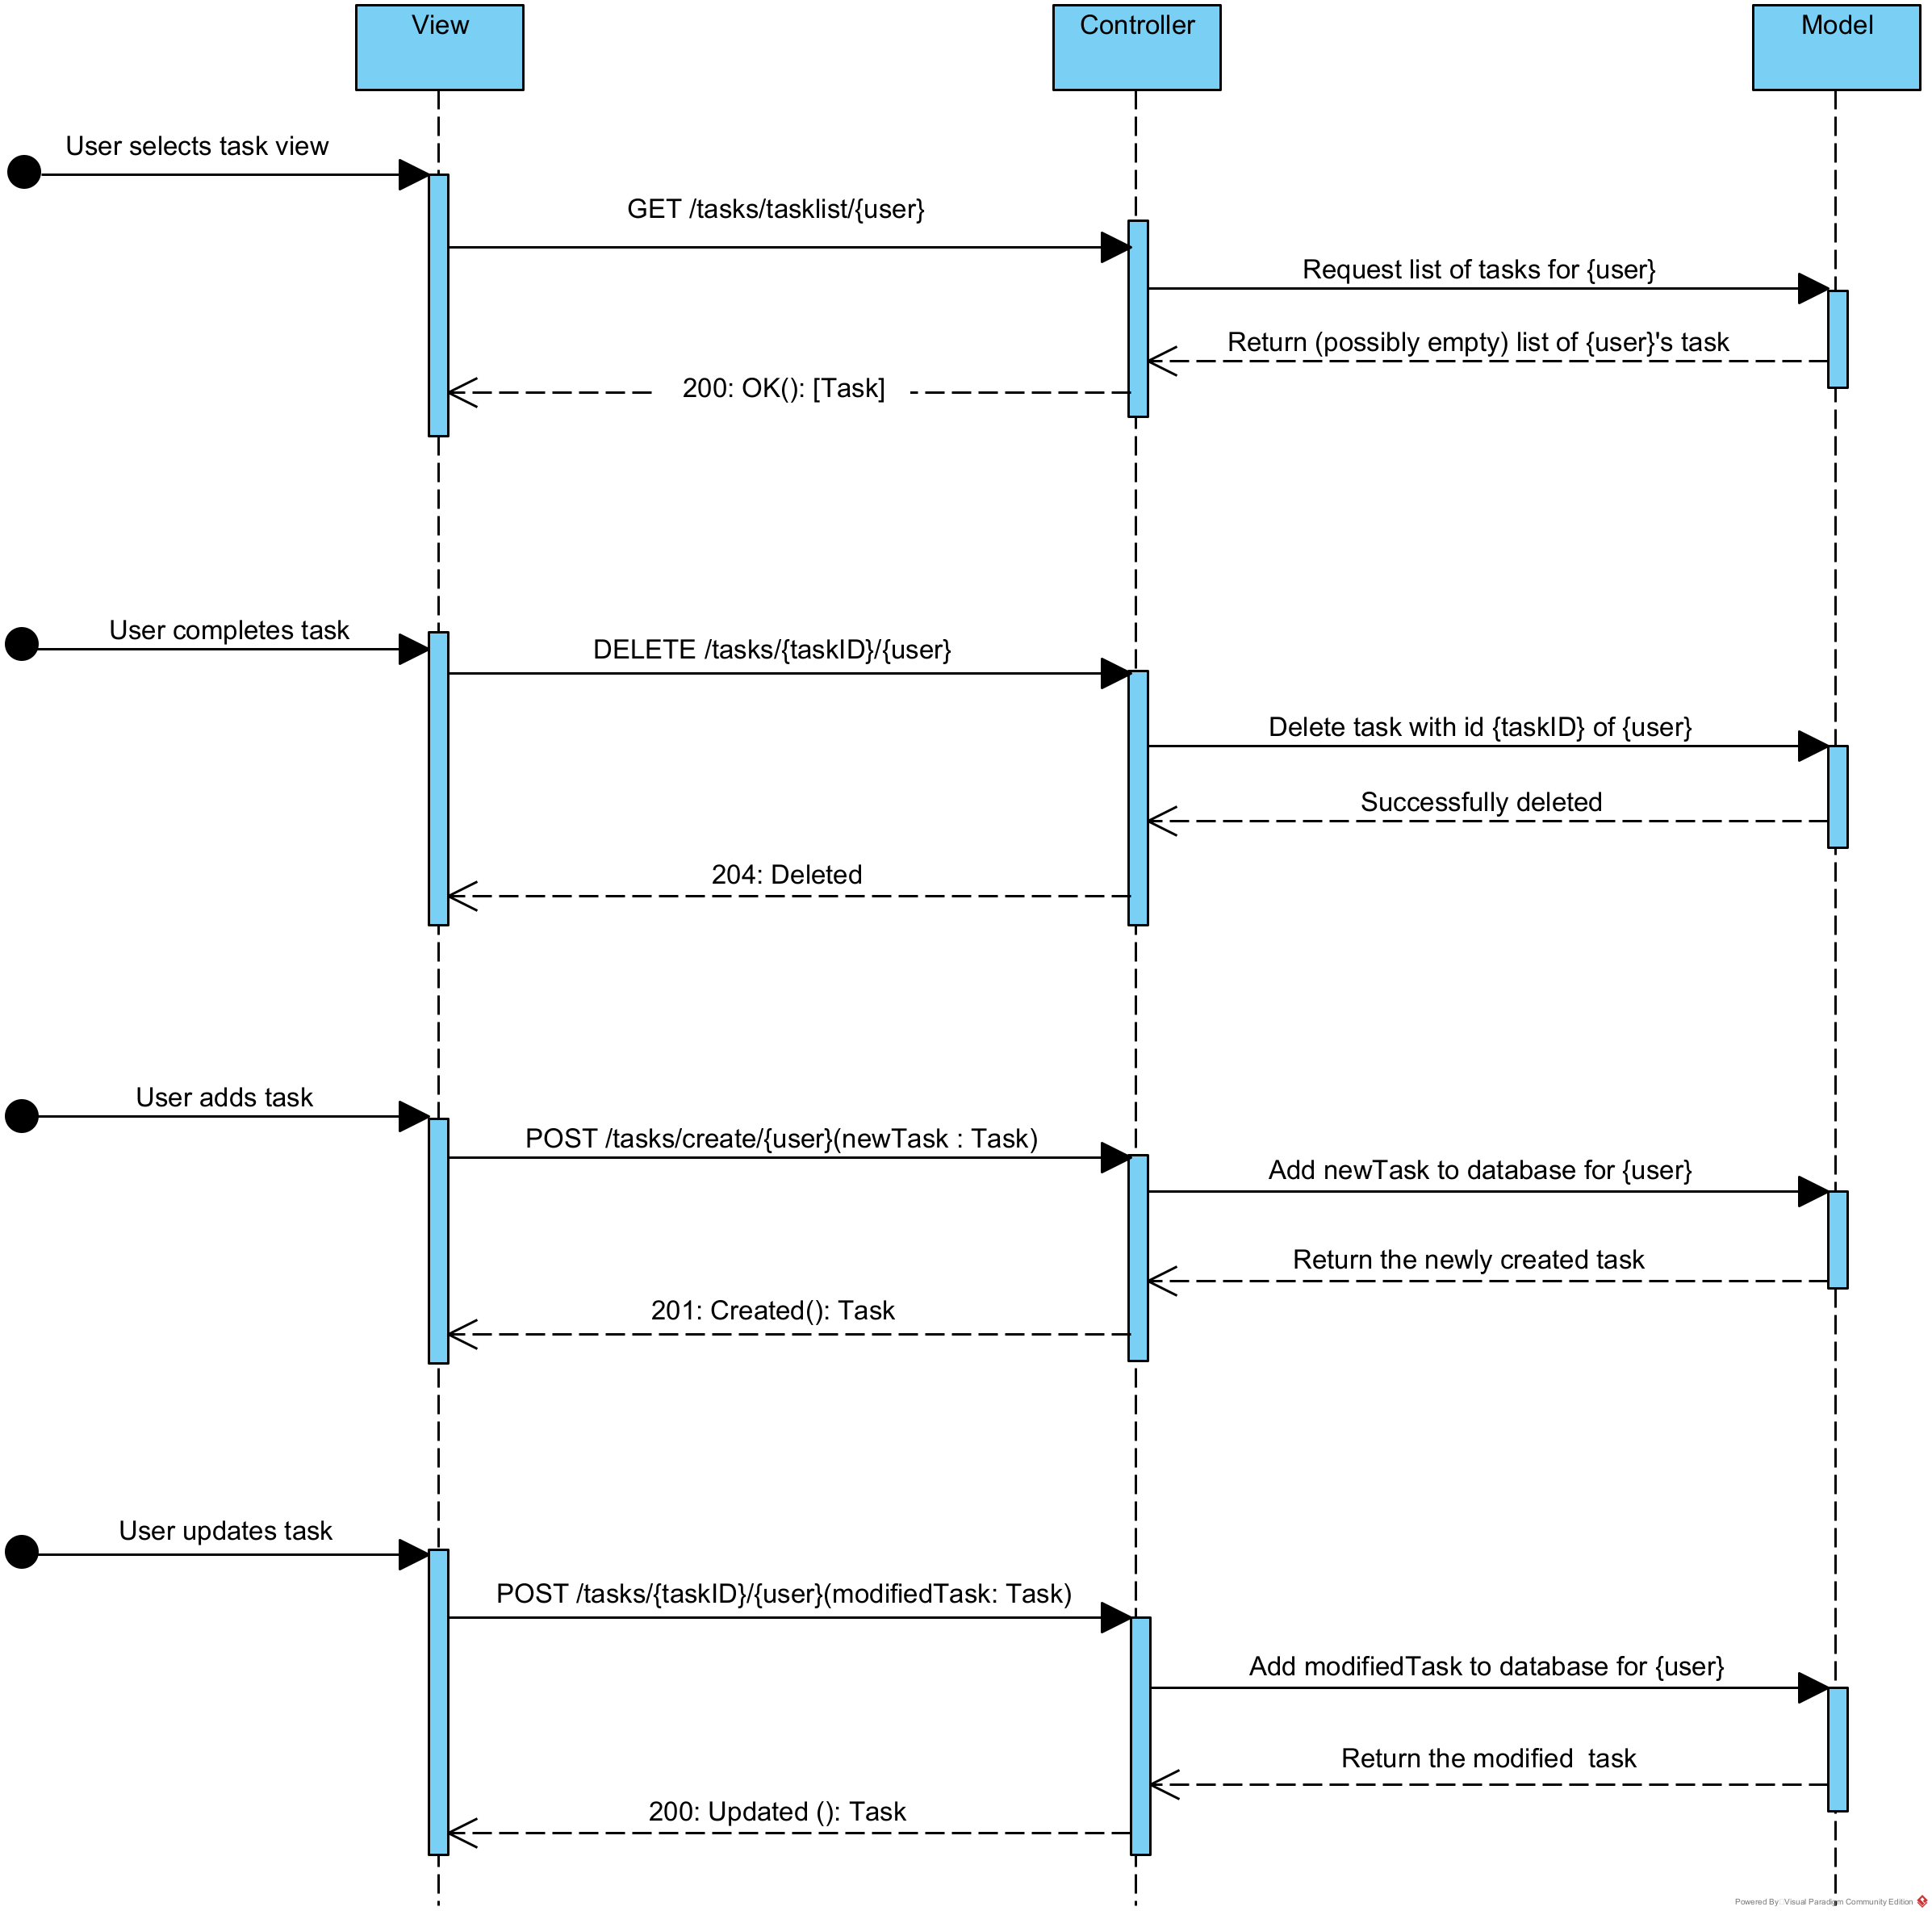 View
Controller
Model
User selects task view
GET /tasks/tasklist/{user}
Request list of tasks for {user}
Return (possibly empty) list of {user}'s task
200: OK(): [Task]
User completes task
DELETE /tasks/{taskID}/{user}
Delete task with id {taskID} of {user}
Successfully deleted
204: Deleted
User adds task
POST /tasks/create/{user}(newTask : Task)
Add newTask to database for {user}
Return the newly created task
201: Created(): Task
User updates task
POST /tasks/{taskID}/{user}(modifiedTask: Task)
Add modifiedTask to database for {user}
Return the modified  task
200: Updated (): Task
Powered By Visual Paradigm Community Edition